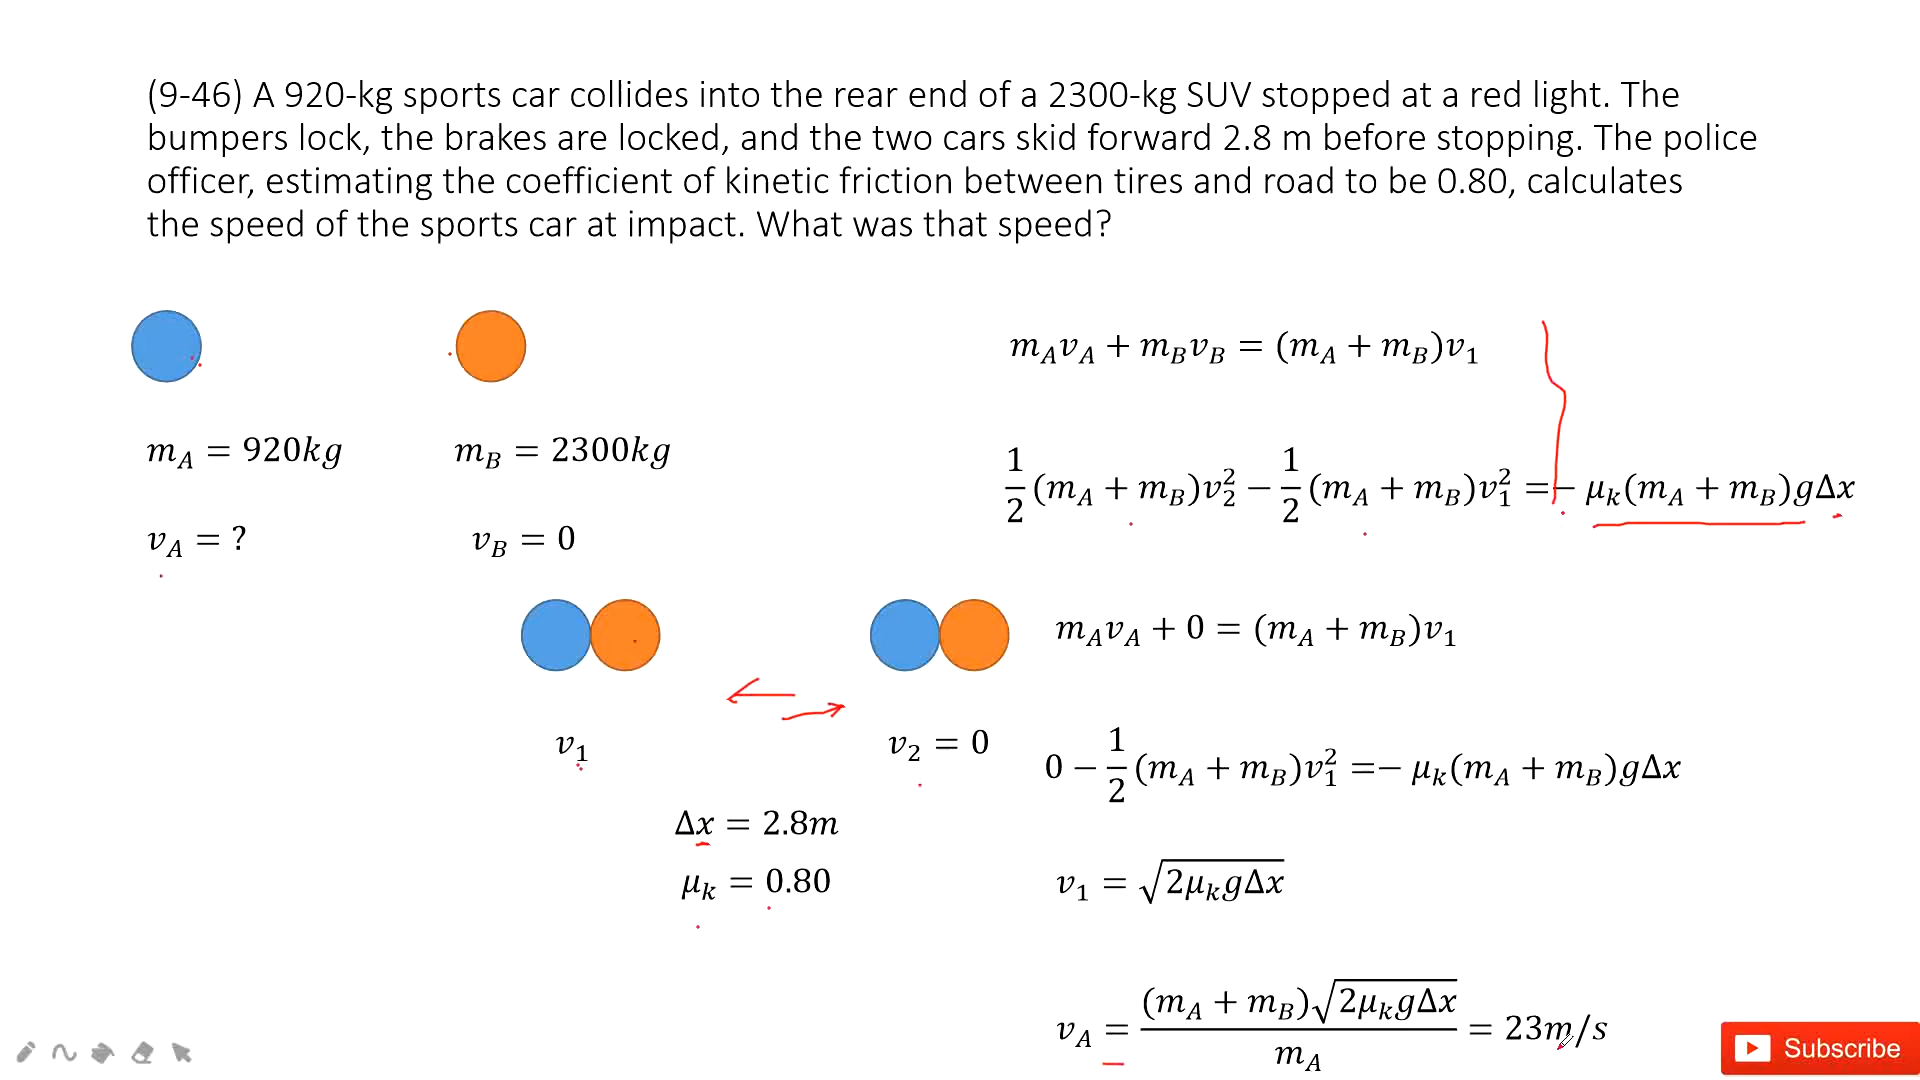 (9-46) A 920-kg sports car collides into the rear end of a 2300-kg SUV stopped at a red light. The
bumpers lock, the brakes are locked, and the two cars skid forward 2.8 m before stopping. The police
officer, estimating the coefficient of kinetic friction between tires and road to be 0.80, calculates
the speed of the sports car at impact. What was that speed?
m_A = 920kg
m_B = 2300kg
v_A = ?
v_B = 0
v_1
v_2 = 0
Δx = 2.8m
μ_k = 0.80
m_A v_A + m_B v_B = (m_A + m_B)v_1
1/2 (m_A + m_B)v_2^2 − 1/2 (m_A + m_B)v_1^2 = − μ_k(m_A + m_B)gΔx
m_A v_A + 0 = (m_A + m_B)v_1
0 − 1/2 (m_A + m_B)v_1^2 = − μ_k(m_A + m_B)gΔx
v_1 = √(2μ_k gΔx)
v_A = (m_A + m_B)√(2μ_k gΔx) / m_A = 23m/s
Subscribe